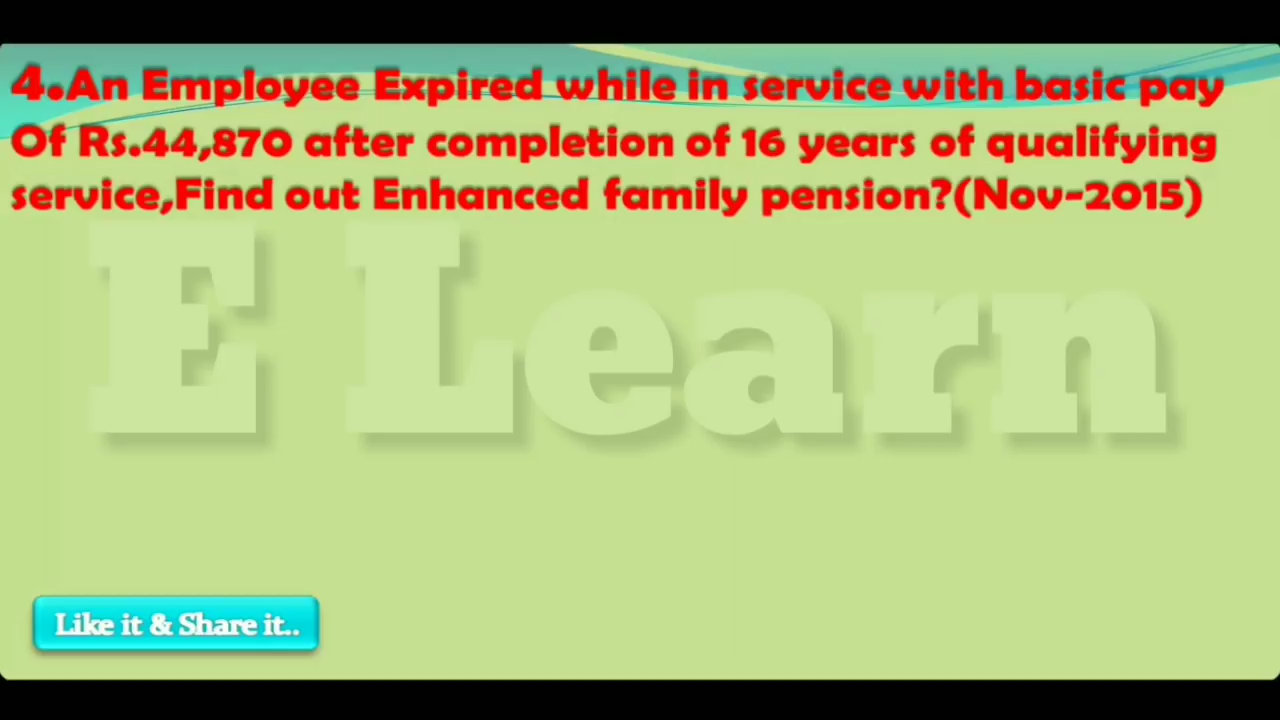 4.An Employee Expired while in service with basic pay
Of Rs.44,870 after completion of 16 years of qualifying
service,Find out Enhanced family pension?(Nov-2015)
E Learn
Like it & Share it..